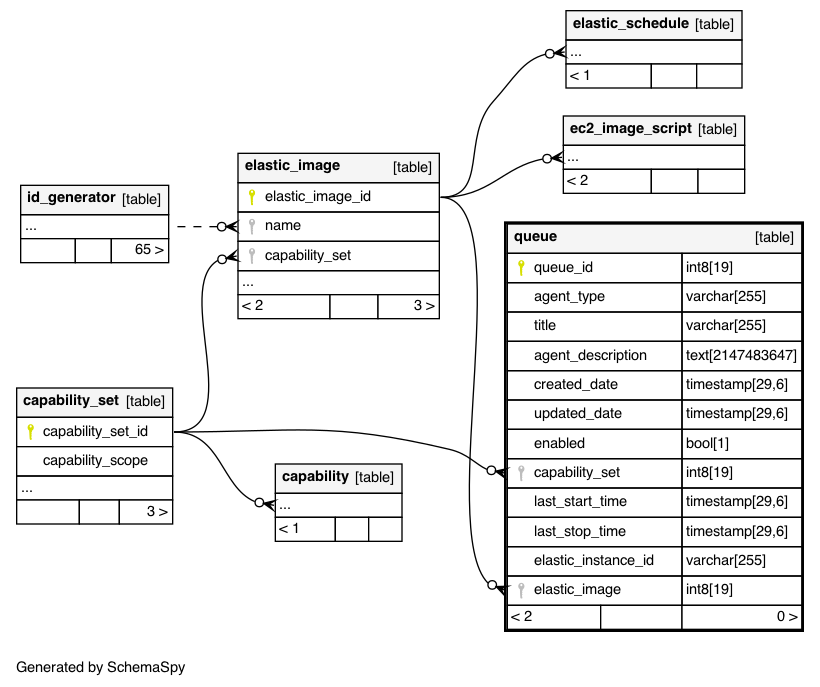 elastic_schedule [table]
...
< 1
ec2_image_script [table]
...
< 2
elastic_image [table]
elastic_image_id
name
capability_set
...
< 2 3 >
id_generator [table]
...
65 >
queue [table]
queue_id int8[19]
agent_type varchar[255]
title varchar[255]
agent_description text[2147483647]
created_date timestamp[29,6]
updated_date timestamp[29,6]
enabled bool[1]
capability_set int8[19]
last_start_time timestamp[29,6]
last_stop_time timestamp[29,6]
elastic_instance_id varchar[255]
elastic_image int8[19]
< 2 0 >
capability_set [table]
capability_set_id
capability_scope
...
3 >
capability [table]
...
< 1
Generated by SchemaSpy